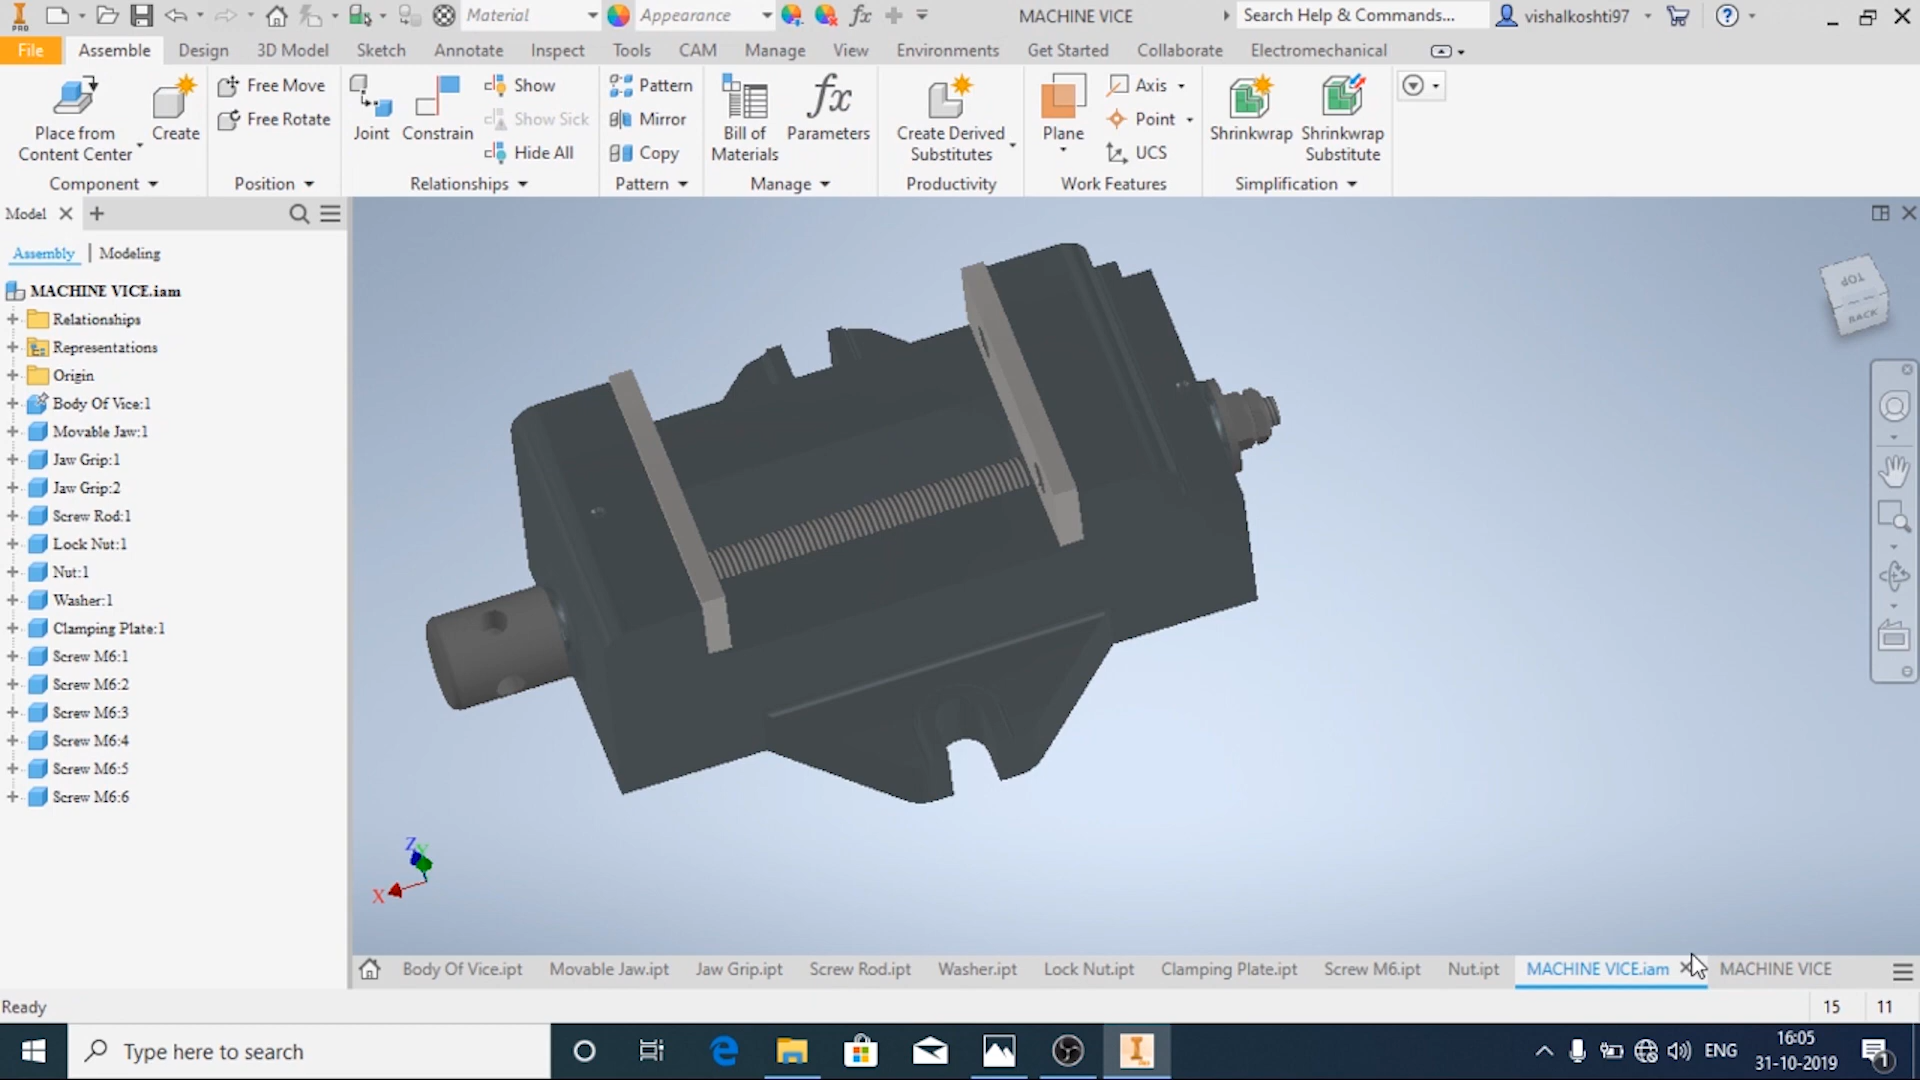 PRO
Material
Appearance
fx
MACHINE VICE
Search Help & Commands...
vishalkoshti97
File
Assemble
Design
3D Model
Sketch
Annotate
Inspect
Tools
CAM
Manage
View
Environments
Get Started
Collaborate
Electromechanical
Place from
Content Center
Create
Free Move
Free Rotate
Joint
Constrain
Show
Show Sick
Hide All
Pattern
Mirror
Copy
Bill of
Materials
fx
Parameters
Create Derived
Substitutes
Plane
Axis
Point
UCS
Shrinkwrap
Shrinkwrap
Substitute
Component
Position
Relationships
Pattern
Manage
Productivity
Work Features
Simplification
Model
Assembly
Modeling
MACHINE VICE.iam
Relationships
Representations
Origin
Body Of Vice:1
Movable Jaw:1
Jaw Grip:1
Jaw Grip:2
Screw Rod:1
Lock Nut:1
Nut:1
Washer:1
Clamping Plate:1
Screw M6:1
Screw M6:2
Screw M6:3
Screw M6:4
Screw M6:5
Screw M6:6
TOP
BACK
Z
Y
X
Body Of Vice.ipt
Movable Jaw.ipt
Jaw Grip.ipt
Screw Rod.ipt
Washer.ipt
Lock Nut.ipt
Clamping Plate.ipt
Screw M6.ipt
Nut.ipt
MACHINE VICE.iam
MACHINE VICE
Ready
15
11
Type here to search
ENG
16:05
31-10-2019
1